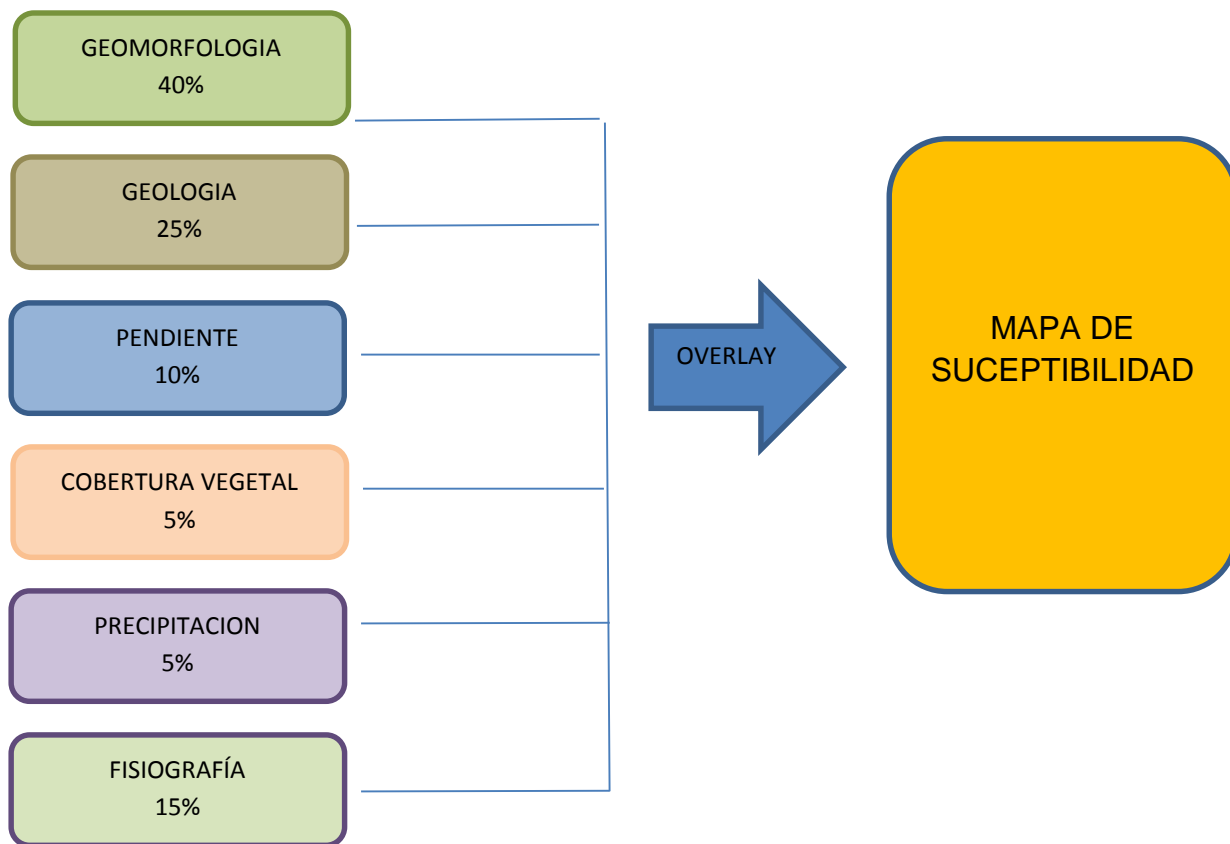 GEOMORFOLOGIA
40%
GEOLOGIA
25%
PENDIENTE
10%
COBERTURA VEGETAL
5%
PRECIPITACION
5%
FISIOGRAFÍA
15%
OVERLAY
MAPA DE
SUCEPTIBILIDAD